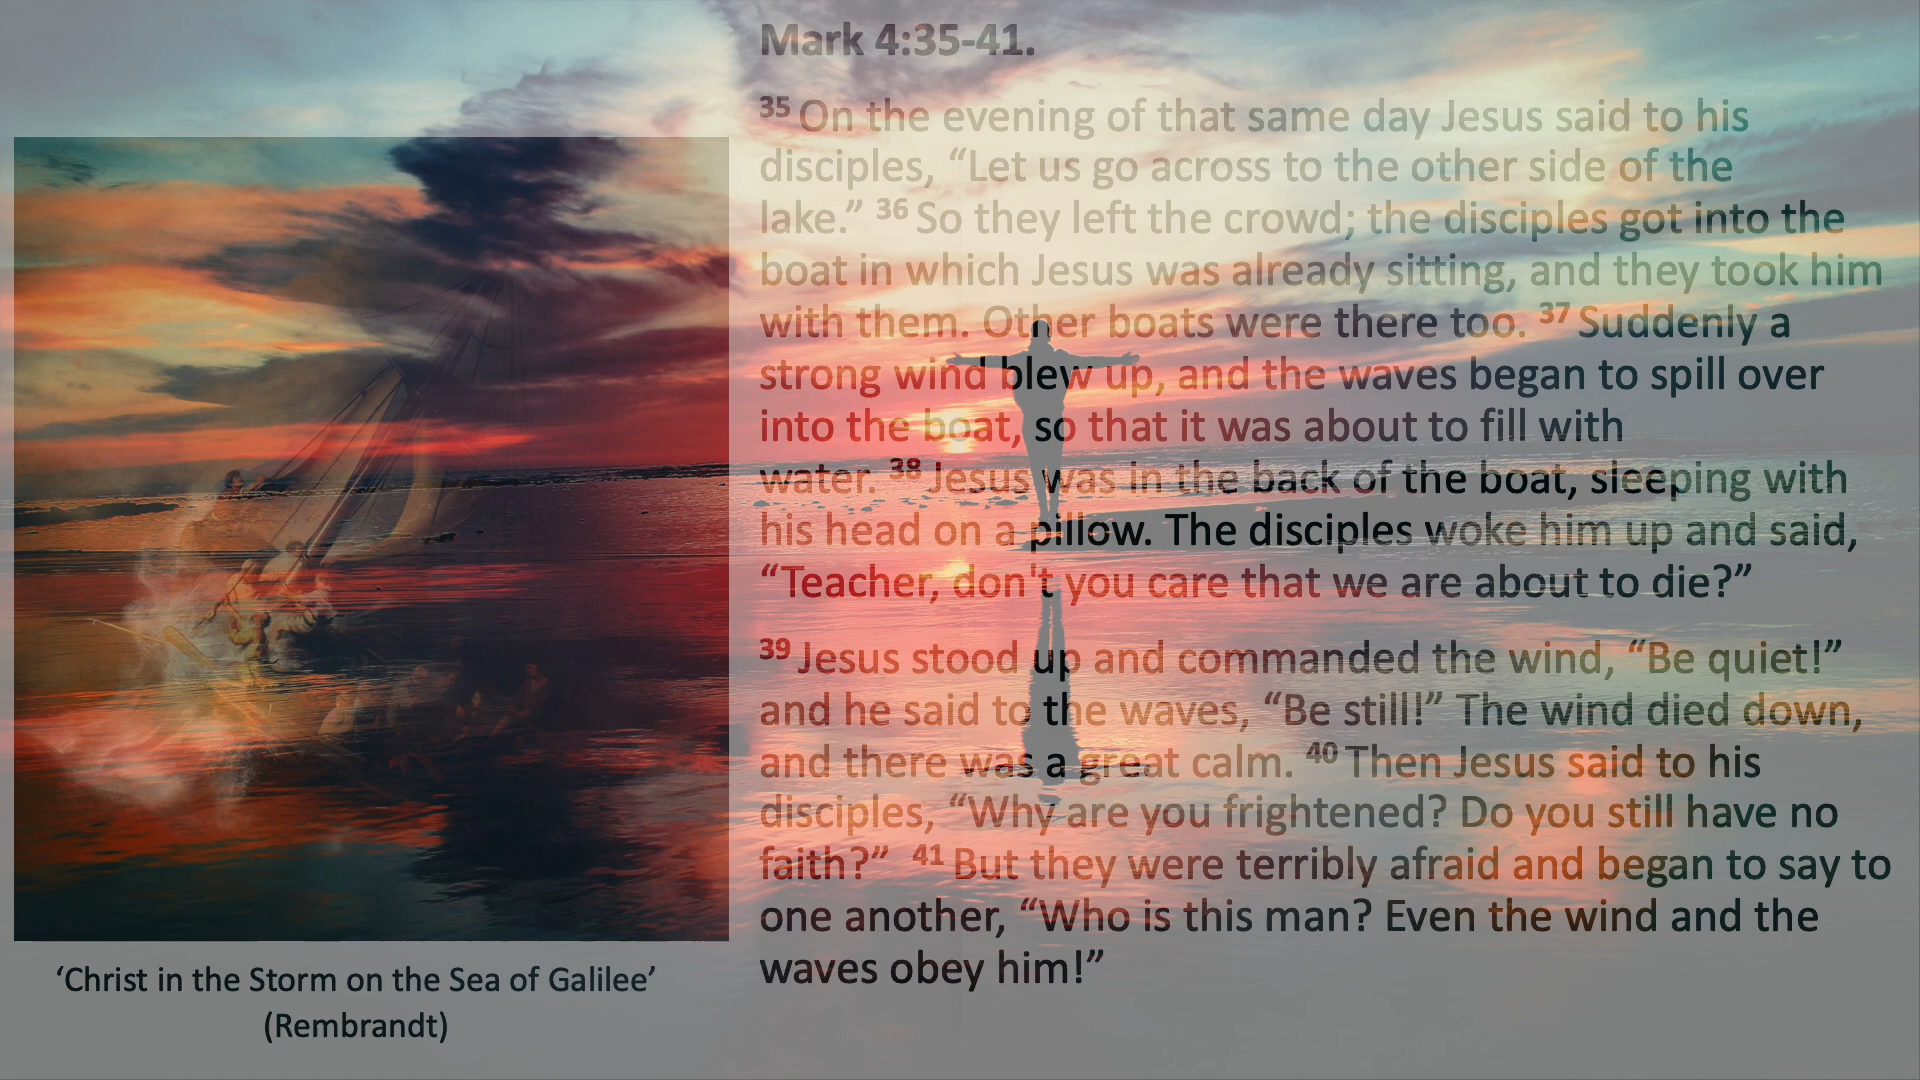 Mark 4:35-41.
35 On the evening of that same day Jesus said to his
disciples, “Let us go across to the other side of the
lake.” 36 So they left the crowd; the disciples got into the
boat in which Jesus was already sitting, and they took him
with them. Other boats were there too. 37 Suddenly a
strong wind blew up, and the waves began to spill over
into the boat, so that it was about to fill with
water. 38 Jesus was in the back of the boat, sleeping with
his head on a pillow. The disciples woke him up and said,
“Teacher, don't you care that we are about to die?”
39 Jesus stood up and commanded the wind, “Be quiet!”
and he said to the waves, “Be still!” The wind died down,
and there was a great calm. 40 Then Jesus said to his
disciples, “Why are you frightened? Do you still have no
faith?” 41 But they were terribly afraid and began to say to
one another, “Who is this man? Even the wind and the
waves obey him!”
‘Christ in the Storm on the Sea of Galilee’
(Rembrandt)